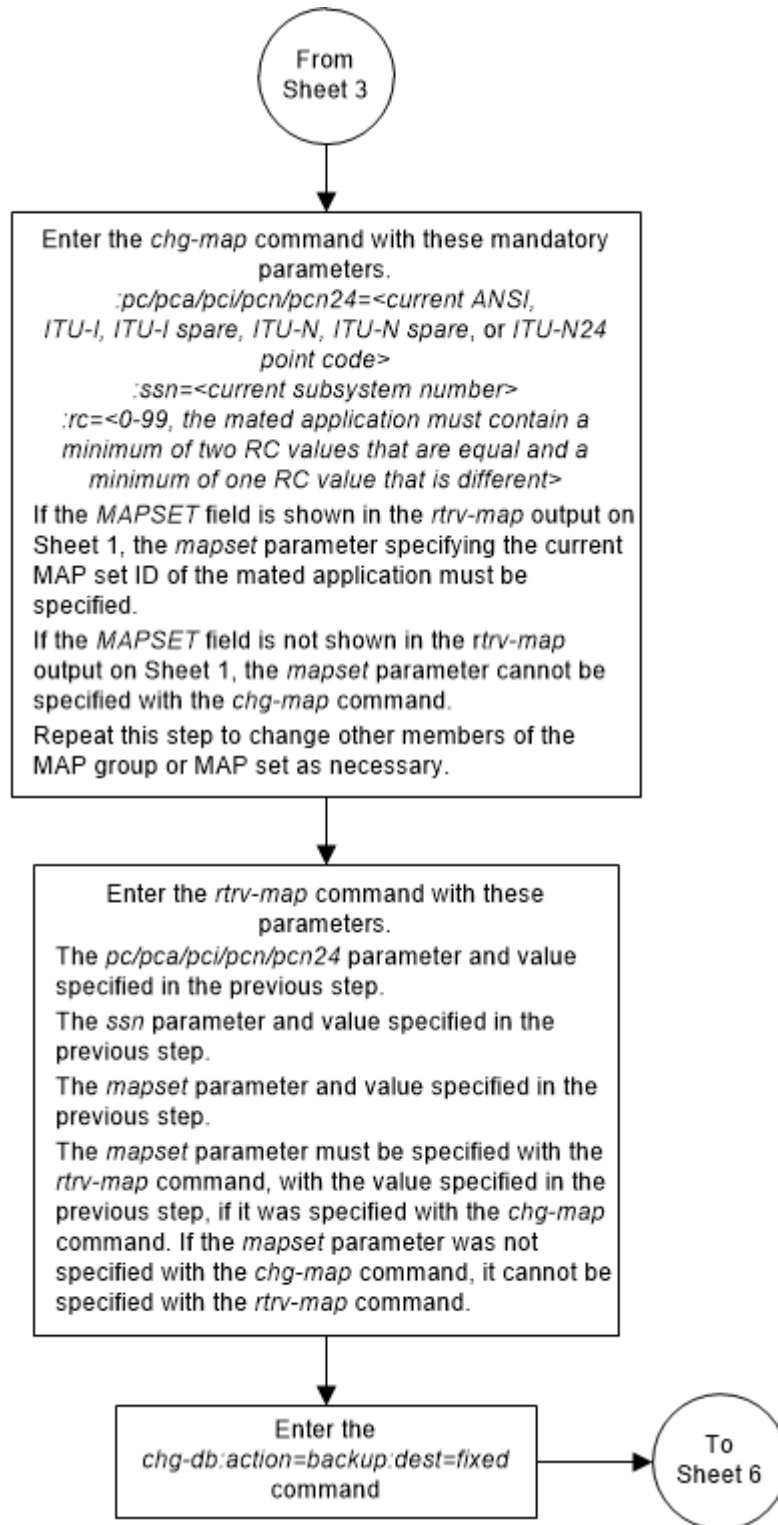 From
Sheet 3
Enter the chg-map command with these mandatory
parameters.
:pc/pca/pci/pcn/pcn24=<current ANSI,
ITU-I, ITU-I spare, ITU-N, ITU-N spare, or ITU-N24
point code>
:ssn=<current subsystem number>
:rc=<0-99, the mated application must contain a
minimum of two RC values that are equal and a
minimum of one RC value that is different>
If the MAPSET field is shown in the rtrv-map output on
Sheet 1, the mapset parameter specifying the current
MAP set ID of the mated application must be
specified.
If the MAPSET field is not shown in the rtrv-map
output on Sheet 1, the mapset parameter cannot be
specified with the chg-map command.
Repeat this step to change other members of the
MAP group or MAP set as necessary.
Enter the rtrv-map command with these
parameters.
The pc/pca/pci/pcn/pcn24 parameter and value
specified in the previous step.
The ssn parameter and value specified in the
previous step.
The mapset parameter and value specified in the
previous step.
The mapset parameter must be specified with the
rtrv-map command, with the value specified in the
previous step, if it was specified with the chg-map
command. If the mapset parameter was not
specified with the chg-map command, it cannot be
specified with the rtrv-map command.
Enter the
chg-db:action=backup:dest=fixed
command
To
Sheet 6